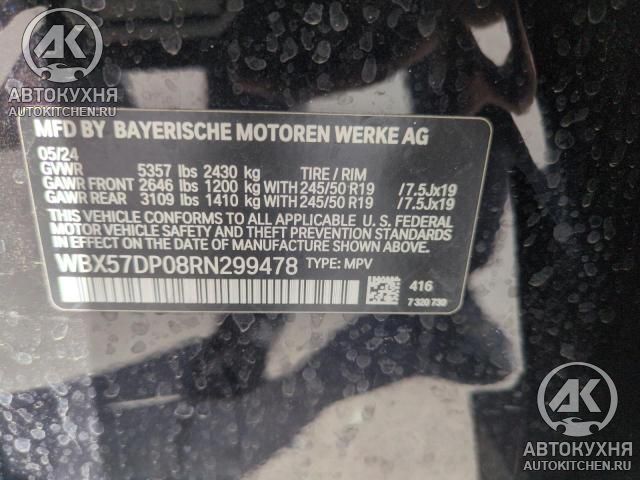 АК
АВТОКУХНЯ
AUTOKITCHEN.RU
MFD BY BAYERISCHE MOTOREN WERKE AG
05/24
GVWR 5357 lbs 2430 kg TIRE / RIM
GAWR FRONT 2646 lbs 1200 kg WITH 245/50 R19 /7.5Jx19
GAWR REAR 3109 lbs 1410 kg WITH 245/50 R19 /7.5Jx19
THIS VEHICLE CONFORMS TO ALL APPLICABLE U. S. FEDERAL
MOTOR VEHICLE SAFETY AND THEFT PREVENTION STANDARDS
IN EFFECT ON THE DATE OF MANUFACTURE SHOWN ABOVE.
WBX57DP08RN299478 TYPE: MPV
416
7 320 730
АК
АВТОКУХНЯ
AUTOKITCHEN.RU